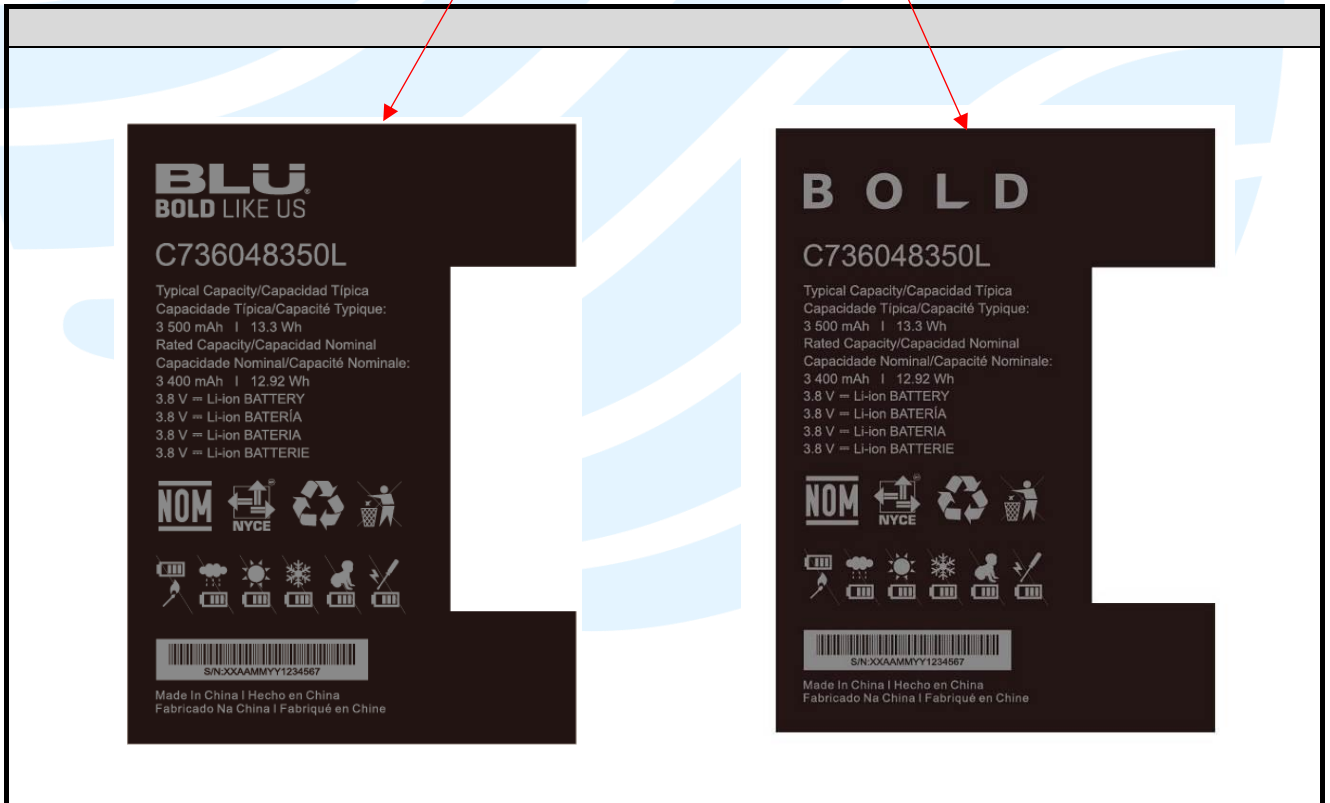 BLU®
BOLD LIKE US
C736048350L
Typical Capacity/Capacidad Típica
Capacidade Típica/Capacité Typique:
3 500 mAh I 13.3 Wh
Rated Capacity/Capacidad Nominal
Capacidade Nominal/Capacité Nominale:
3 400 mAh I 12.92 Wh
3.8 V ⎓ Li-ion BATTERY
3.8 V ⎓ Li-ion BATERÍA
3.8 V ⎓ Li-ion BATERIA
3.8 V ⎓ Li-ion BATTERIE
NOM
NYCE
S/N:XXAAMMYY1234567
Made In China I Hecho en China
Fabricado Na China I Fabriqué en Chine
BOLD
C736048350L
Typical Capacity/Capacidad Típica
Capacidade Típica/Capacité Typique:
3 500 mAh I 13.3 Wh
Rated Capacity/Capacidad Nominal
Capacidade Nominal/Capacité Nominale:
3 400 mAh I 12.92 Wh
3.8 V ⎓ Li-ion BATTERY
3.8 V ⎓ Li-ion BATERÍA
3.8 V ⎓ Li-ion BATERIA
3.8 V ⎓ Li-ion BATTERIE
NOM
NYCE
S/N:XXAAMMYY1234567
Made In China I Hecho en China
Fabricado Na China I Fabriqué en Chine